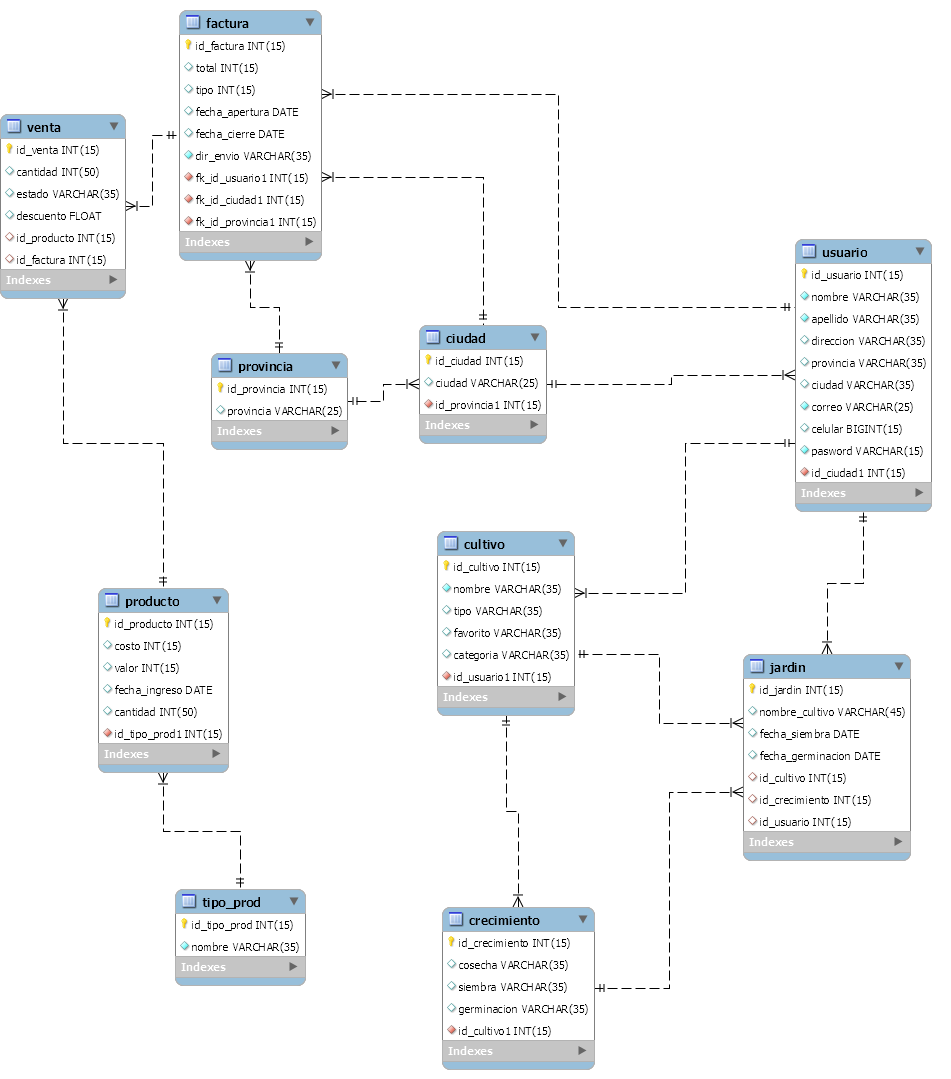 factura
id_factura INT(15)
total INT(15)
tipo INT(15)
fecha_apertura DATE
fecha_cierre DATE
dir_envio VARCHAR(35)
fk_id_usuario1 INT(15)
fk_id_ciudad1 INT(15)
fk_id_provincia1 INT(15)
Indexes
venta
id_venta INT(15)
cantidad INT(50)
estado VARCHAR(35)
descuento FLOAT
id_producto INT(15)
id_factura INT(15)
Indexes
usuario
id_usuario INT(15)
nombre VARCHAR(35)
apellido VARCHAR(35)
direccion VARCHAR(35)
provincia VARCHAR(35)
ciudad VARCHAR(35)
correo VARCHAR(25)
celular BIGINT(15)
pasword VARCHAR(15)
id_ciudad1 INT(15)
Indexes
provincia
id_provincia INT(15)
provincia VARCHAR(25)
Indexes
ciudad
id_ciudad INT(15)
ciudad VARCHAR(25)
id_provincia1 INT(15)
Indexes
cultivo
id_cultivo INT(15)
nombre VARCHAR(35)
tipo VARCHAR(35)
favorito VARCHAR(35)
categoria VARCHAR(35)
id_usuario1 INT(15)
Indexes
producto
id_producto INT(15)
costo INT(15)
valor INT(15)
fecha_ingreso DATE
cantidad INT(50)
id_tipo_prod1 INT(15)
Indexes
jardin
id_jardin INT(15)
nombre_cultivo VARCHAR(45)
fecha_siembra DATE
fecha_germinacion DATE
id_cultivo INT(15)
id_crecimiento INT(15)
id_usuario INT(15)
Indexes
tipo_prod
id_tipo_prod INT(15)
nombre VARCHAR(35)
Indexes
crecimiento
id_crecimiento INT(15)
cosecha VARCHAR(35)
siembra VARCHAR(35)
germinacion VARCHAR(35)
id_cultivo1 INT(15)
Indexes